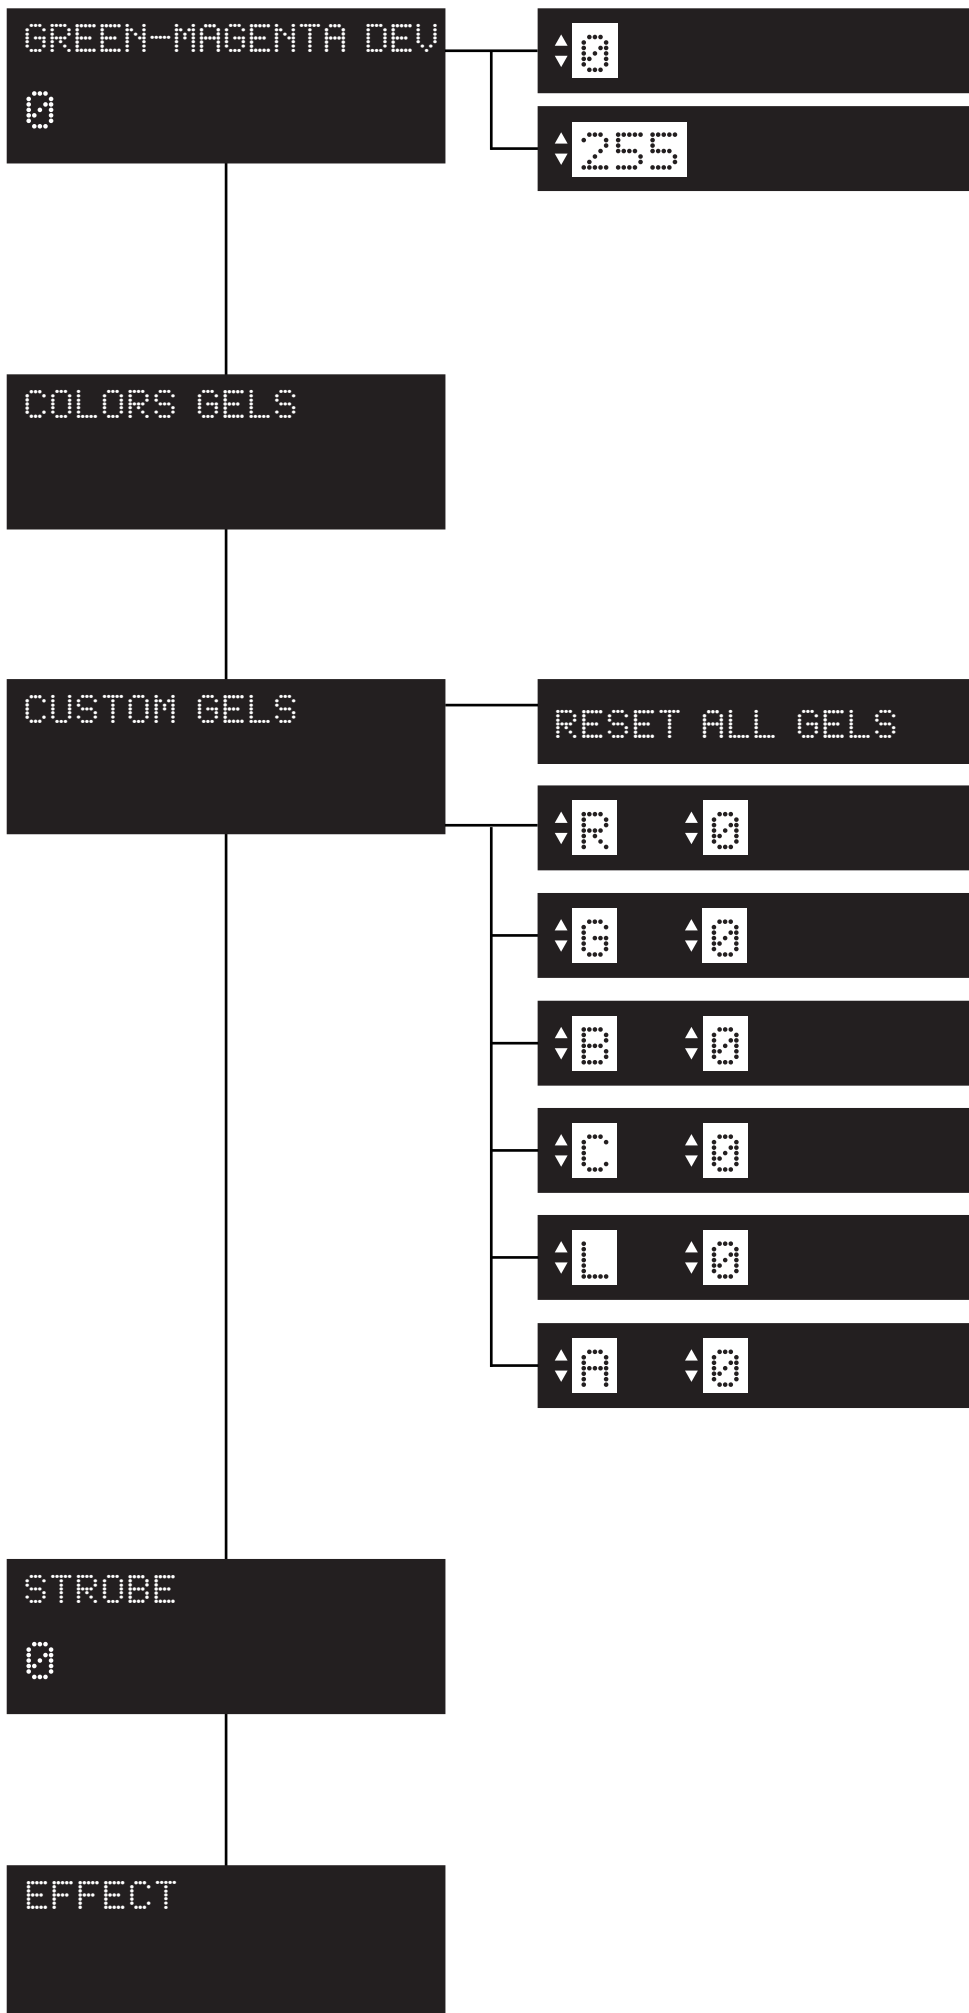 GREEN-MAGENTA DEV
0
0
255
COLORS GELS
CUSTOM GELS
RESET ALL GELS
R 0
G 0
B 0
C 0
L 0
A 0
STROBE
0
EFFECT